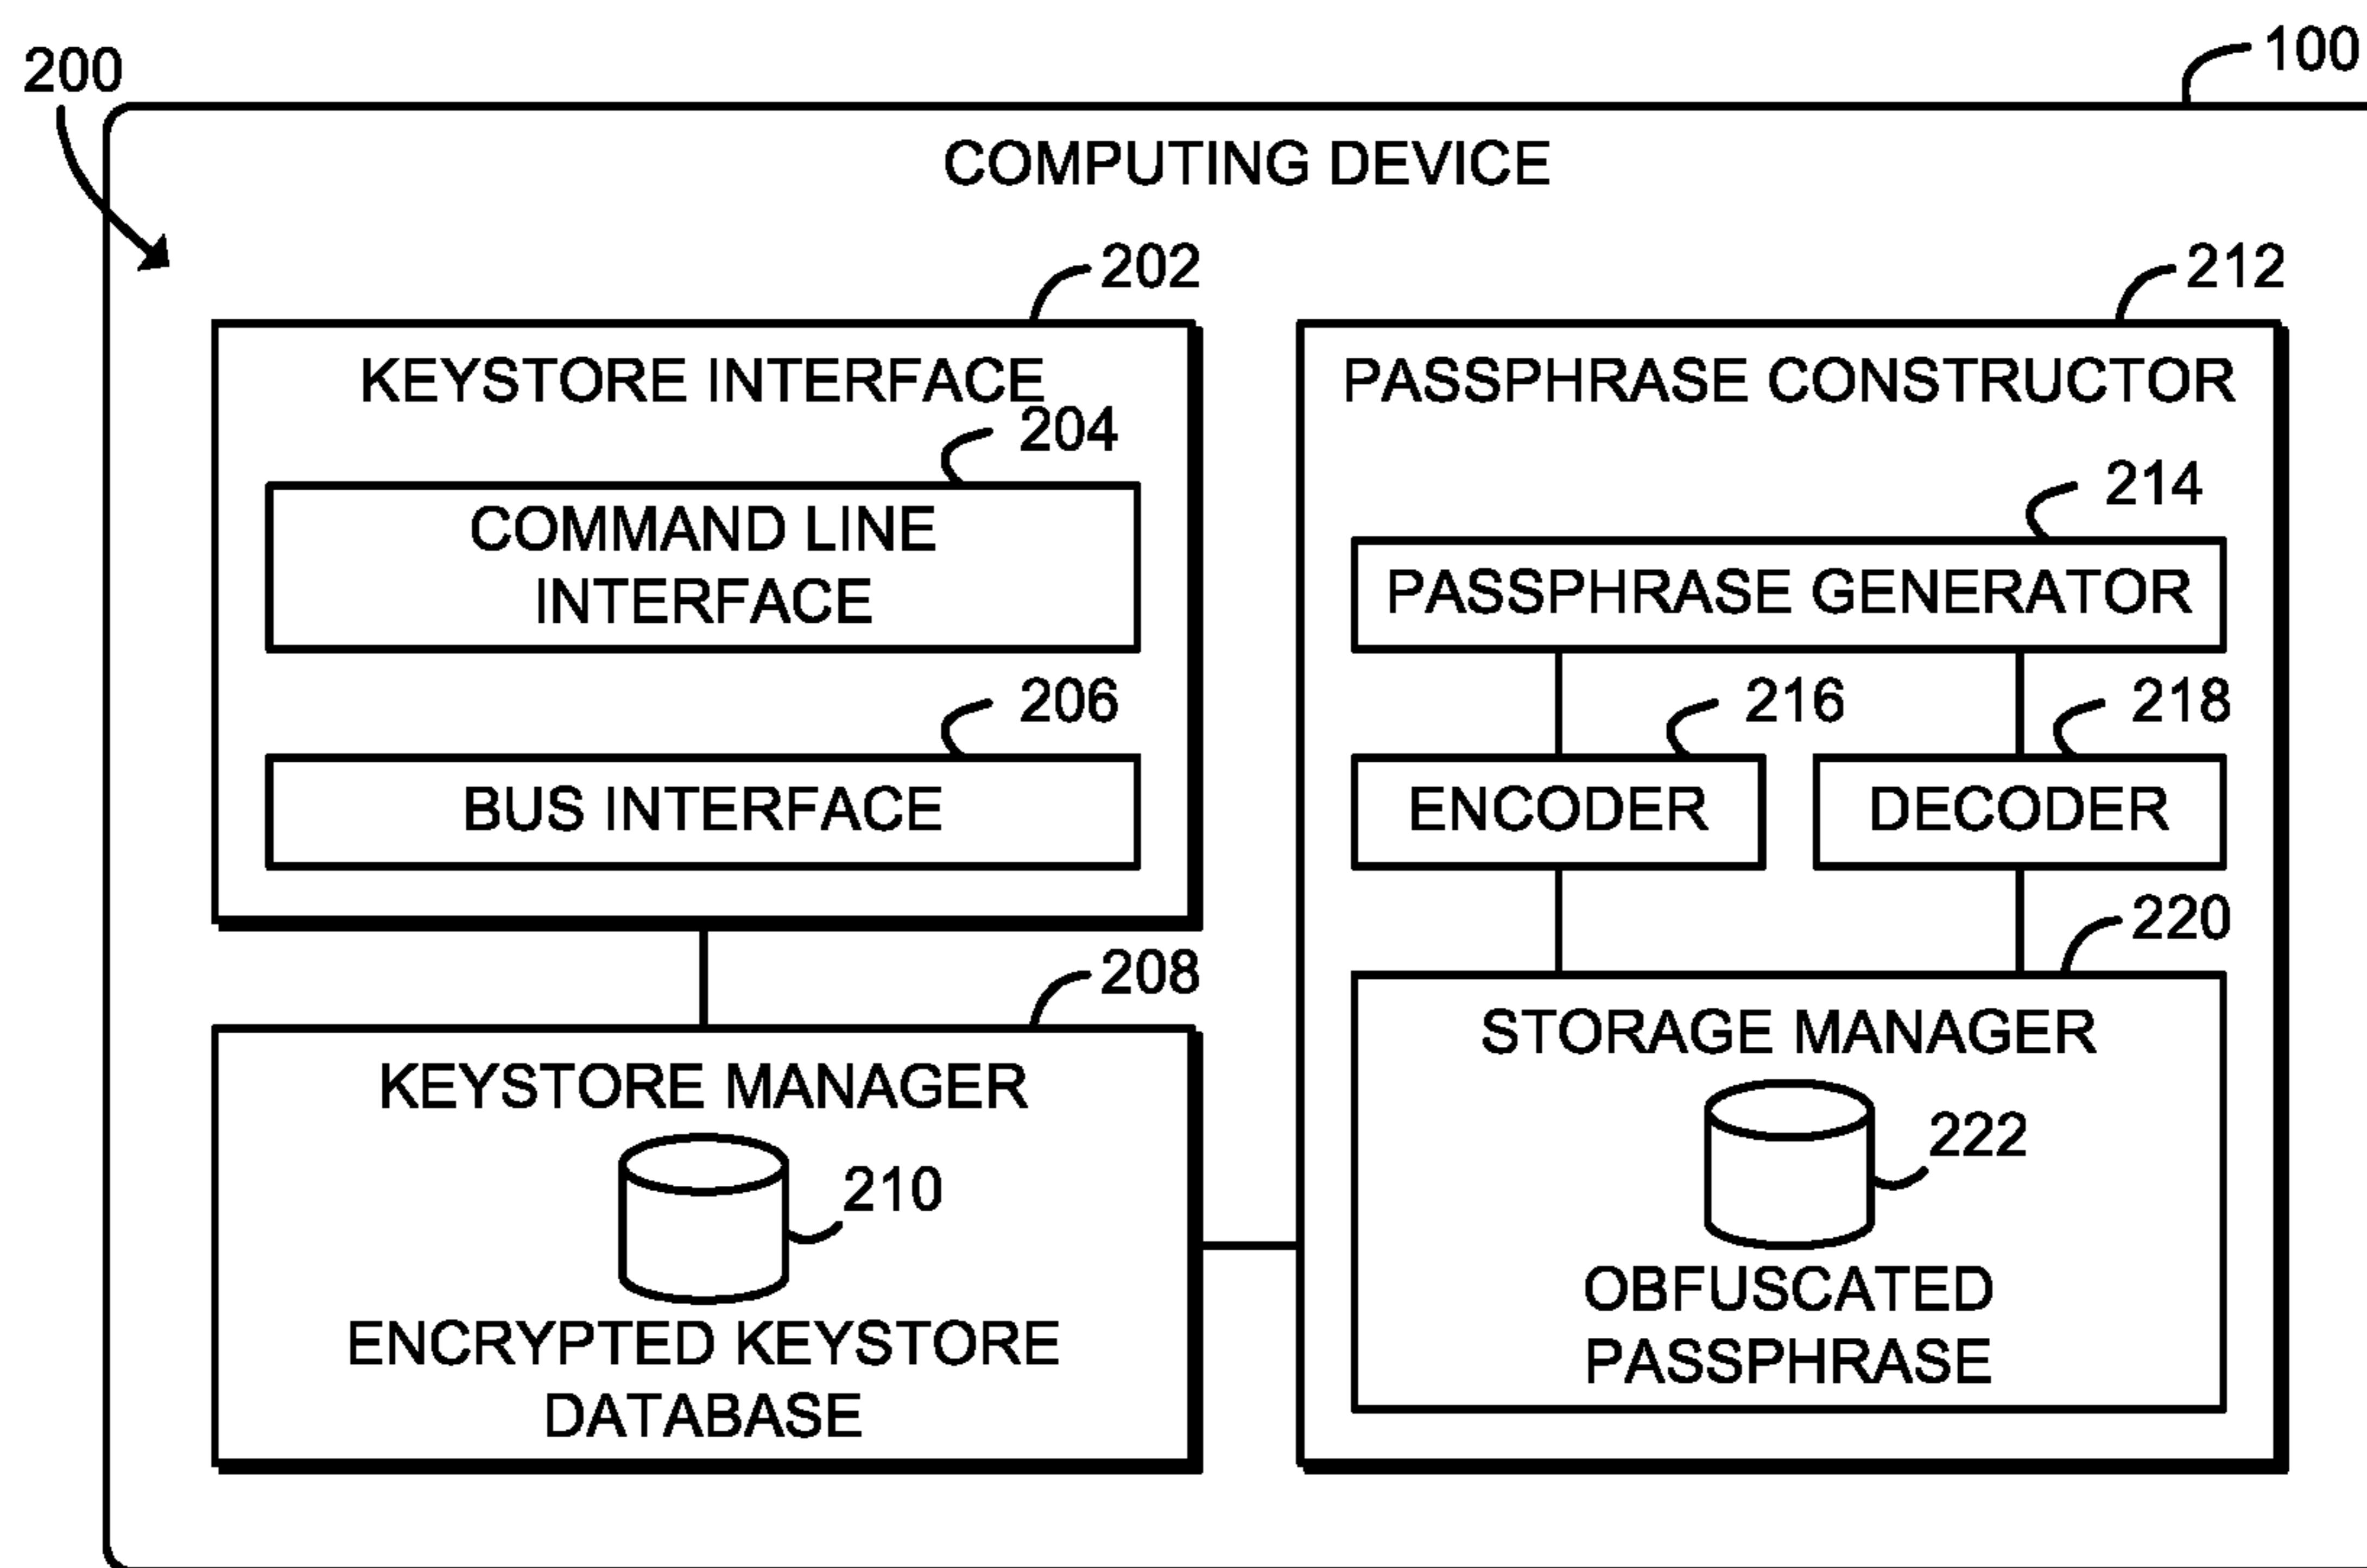 200
100
COMPUTING DEVICE
202
KEYSTORE INTERFACE
204
COMMAND LINE
INTERFACE
206
BUS INTERFACE
208
KEYSTORE MANAGER
210
ENCRYPTED KEYSTORE
DATABASE
212
PASSPHRASE CONSTRUCTOR
214
PASSPHRASE GENERATOR
216
ENCODER
218
DECODER
220
STORAGE MANAGER
222
OBFUSCATED
PASSPHRASE